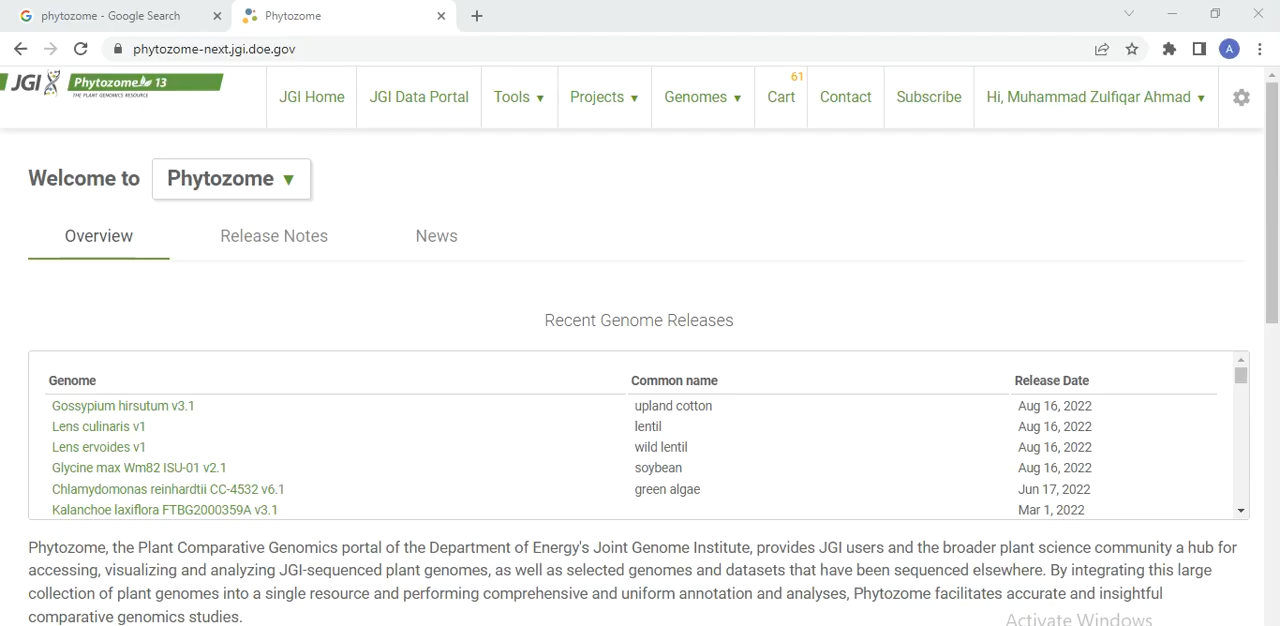 phytozome - Google Search
Phytozome
phytozome-next.jgi.doe.gov
A
JGI
Phytozome 13
THE PLANT GENOMICS RESOURCE
JGI Home
JGI Data Portal
Tools ▼
Projects ▼
Genomes ▼
61
Cart
Contact
Subscribe
Hi, Muhammad Zulfiqar Ahmad ▼
Welcome to Phytozome ▼
Overview Release Notes News
Recent Genome Releases
Genome Common name Release Date
Gossypium hirsutum v3.1 upland cotton Aug 16, 2022
Lens culinaris v1 lentil Aug 16, 2022
Lens ervoides v1 wild lentil Aug 16, 2022
Glycine max Wm82 ISU-01 v2.1 soybean Aug 16, 2022
Chlamydomonas reinhardtii CC-4532 v6.1 green algae Jun 17, 2022
Kalanchoe laxiflora FTBG2000359A v3.1 Mar 1, 2022
Phytozome, the Plant Comparative Genomics portal of the Department of Energy's Joint Genome Institute, provides JGI users and the broader plant science community a hub for
accessing, visualizing and analyzing JGI-sequenced plant genomes, as well as selected genomes and datasets that have been sequenced elsewhere. By integrating this large
collection of plant genomes into a single resource and performing comprehensive and uniform annotation and analyses, Phytozome facilitates accurate and insightful
comparative genomics studies.
Activate Windows